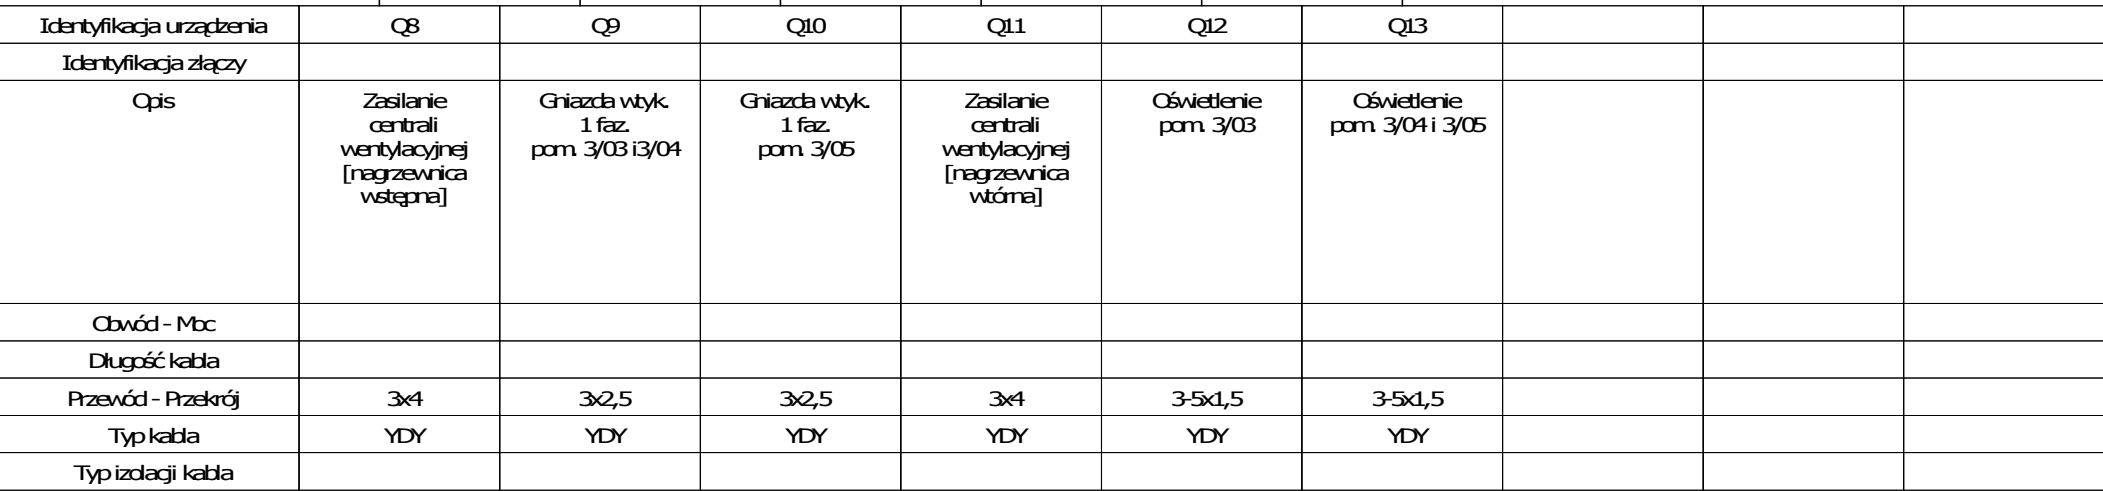 Identyfikacja urządzenia Q8 Q9 Q10 Q11 Q12 Q13
Identyfikacja złączy
Opis
Zasilanie
centrali
wentylacyjnej
[nagrzewnica
wstępna]
Gniazda wtyk.
1 faz.
pom. 3/03 i3/04
Gniazda wtyk.
1 faz.
pom. 3/05
Zasilanie
centrali
wentylacyjnej
[nagrzewnica
wtórna]
Oświetlenie
pom. 3/03
Oświetlenie
pom. 3/04 i 3/05
Obwód - Moc
Długość kabla
Przewód - Przekrój 3x4 3x2,5 3x2,5 3x4 3-5x1,5 3-5x1,5
Typ kabla YDY YDY YDY YDY YDY YDY
Typ izolacji kabla